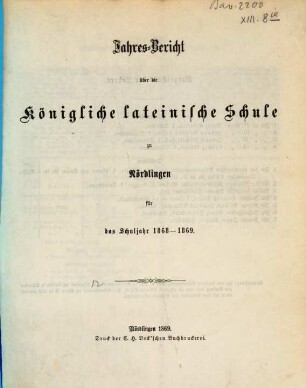 Bav. 2200
XIII. 8
Jahres-Bericht
über die
Königliche lateinische Schule
zu
Nördlingen
für
das Schuljahr 1868—1869.
12
Nördlingen 1869.
Druck der C. H. Beck'schen Buchdruckerei.